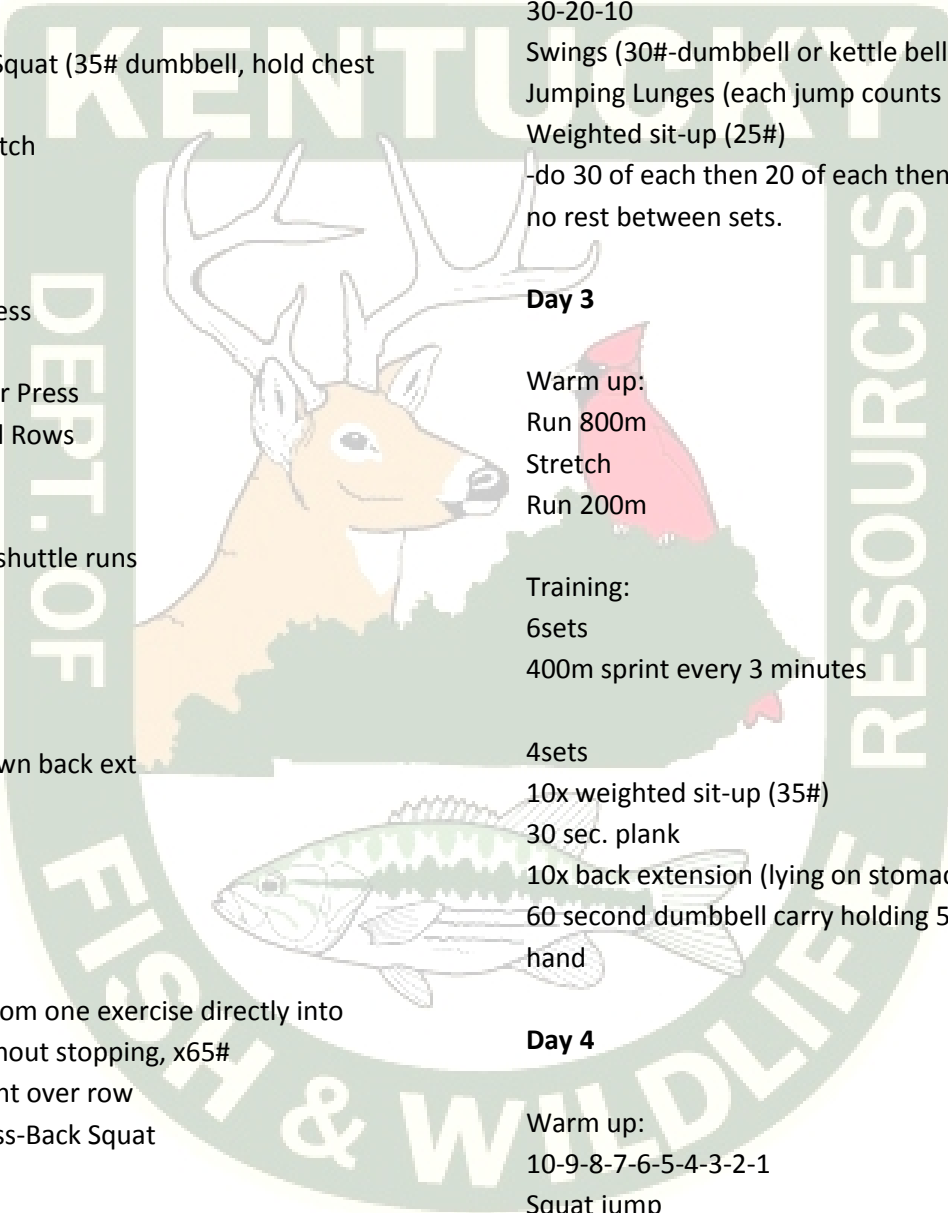 Squat (35# dumbbell, hold chest
tch
ess
r Press
Rows
shuttle runs
wn back ext
om one exercise directly into
hout stopping, x65#
nt over row
ss-Back Squat
30-20-10
Swings (30#-dumbbell or kettle bell
Jumping Lunges (each jump counts
Weighted sit-up (25#)
-do 30 of each then 20 of each then
no rest between sets.
Day 3
Warm up:
Run 800m
Stretch
Run 200m
Training:
6sets
400m sprint every 3 minutes
4sets
10x weighted sit-up (35#)
30 sec. plank
10x back extension (lying on stomac
60 second dumbbell carry holding 5
hand
Day 4
Warm up:
10-9-8-7-6-5-4-3-2-1
Squat jump
KENTUCKY
DEPT. OF
FISH & WILDLIFE
RESOURCES